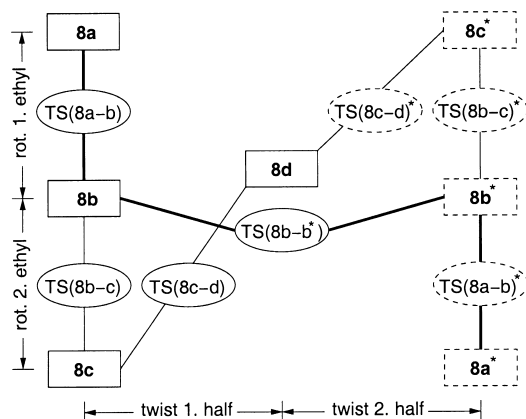 8a
8c*
rot. 1. ethyl
TS(8a–b)
TS(8c–d)*
TS(8b–c)*
8d
8b
8b*
TS(8b–b*)
rot. 2. ethyl
TS(8b–c)
TS(8c–d)
TS(8a–b)*
8c
8a*
twist 1. half
twist 2. half